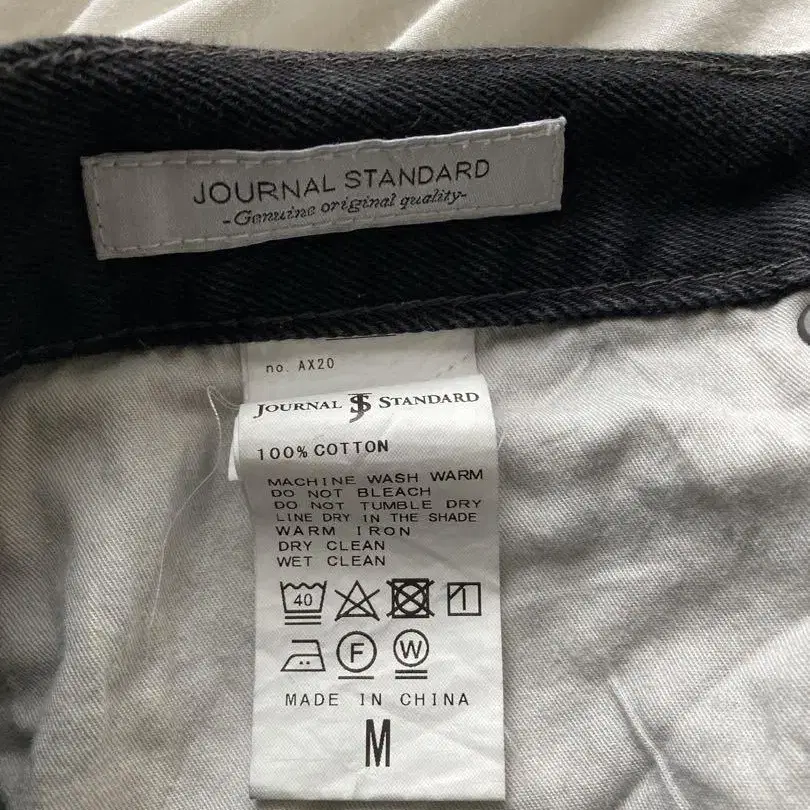 JOURNAL STANDARD
-Genuine original quality-
no. AX20
JOURNAL JS STANDARD
100% COTTON
MACHINE WASH WARM
DO NOT BLEACH
DO NOT TUMBLE DRY
LINE DRY IN THE SHADE
WARM IRON
DRY CLEAN
WET CLEAN
40
F W
MADE IN CHINA
M